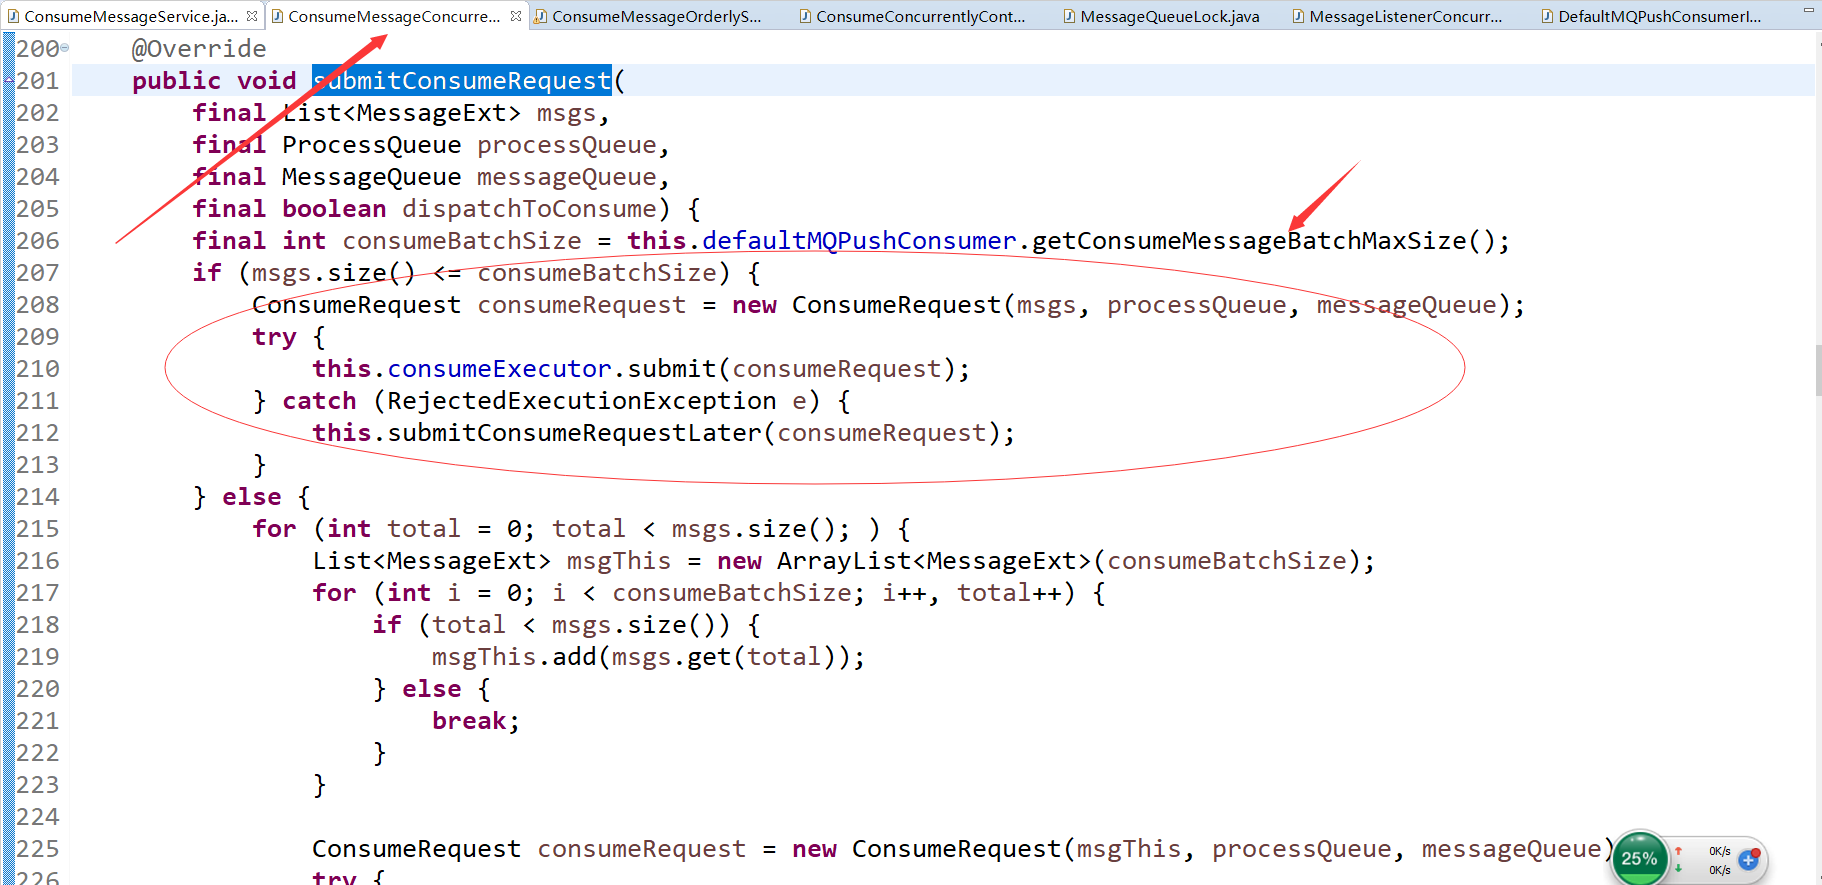 ConsumeMessageService.ja... ConsumeMessageConcurre... ConsumeMessageOrderlyS... ConsumeConcurrentlyCont... MessageQueueLock.java MessageListenerConcurr... DefaultMQPushConsumerI...
200 @Override
201 public void submitConsumeRequest(
202 final List<MessageExt> msgs,
203 final ProcessQueue processQueue,
204 final MessageQueue messageQueue,
205 final boolean dispatchToConsume) {
206 final int consumeBatchSize = this.defaultMQPushConsumer.getConsumeMessageBatchMaxSize();
207 if (msgs.size() <= consumeBatchSize) {
208 ConsumeRequest consumeRequest = new ConsumeRequest(msgs, processQueue, messageQueue);
209 try {
210 this.consumeExecutor.submit(consumeRequest);
211 } catch (RejectedExecutionException e) {
212 this.submitConsumeRequestLater(consumeRequest);
213 }
214 } else {
215 for (int total = 0; total < msgs.size(); ) {
216 List<MessageExt> msgThis = new ArrayList<MessageExt>(consumeBatchSize);
217 for (int i = 0; i < consumeBatchSize; i++, total++) {
218 if (total < msgs.size()) {
219 msgThis.add(msgs.get(total));
220 } else {
221 break;
222 }
223 }
224
225 ConsumeRequest consumeRequest = new ConsumeRequest(msgThis, processQueue, messageQueue)
226 try {
25%
0K/s
0K/s